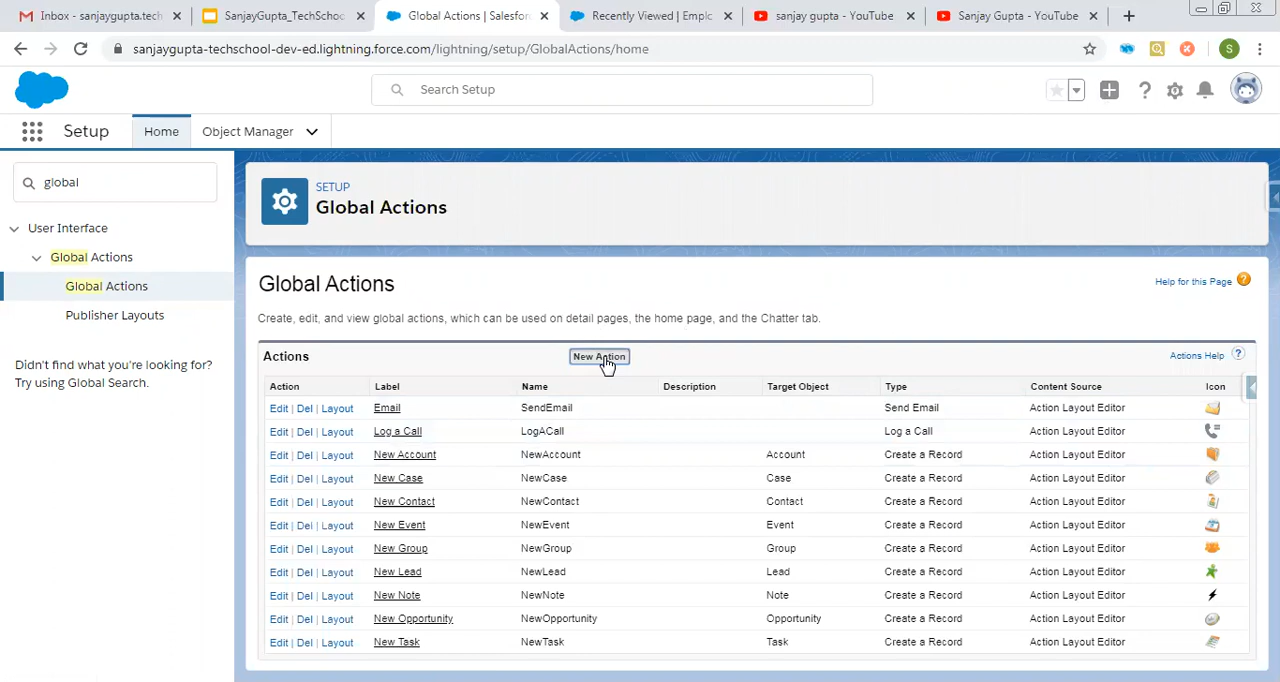 Inbox - sanjaygupta.tech
SanjayGupta_TechSchool
Global Actions | Salesforc
Recently Viewed | Emplo
sanjay gupta - YouTube
Sanjay Gupta - YouTube
sanjaygupta-techschool-dev-ed.lightning.force.com/lightning/setup/GlobalActions/home
S
Search Setup
Setup
Home
Object Manager
global
SETUP
Global Actions
User Interface
Global Actions
Global Actions
Publisher Layouts
Didn't find what you're looking for?
Try using Global Search.
Global Actions
Help for this Page
Create, edit, and view global actions, which can be used on detail pages, the home page, and the Chatter tab.
Actions New Action Actions Help
Action Label Name Description Target Object Type Content Source Icon
Edit | Del | Layout Email SendEmail Send Email Action Layout Editor
Edit | Del | Layout Log a Call LogACall Log a Call Action Layout Editor
Edit | Del | Layout New Account NewAccount Account Create a Record Action Layout Editor
Edit | Del | Layout New Case NewCase Case Create a Record Action Layout Editor
Edit | Del | Layout New Contact NewContact Contact Create a Record Action Layout Editor
Edit | Del | Layout New Event NewEvent Event Create a Record Action Layout Editor
Edit | Del | Layout New Group NewGroup Group Create a Record Action Layout Editor
Edit | Del | Layout New Lead NewLead Lead Create a Record Action Layout Editor
Edit | Del | Layout New Note NewNote Note Create a Record Action Layout Editor
Edit | Del | Layout New Opportunity NewOpportunity Opportunity Create a Record Action Layout Editor
Edit | Del | Layout New Task NewTask Task Create a Record Action Layout Editor